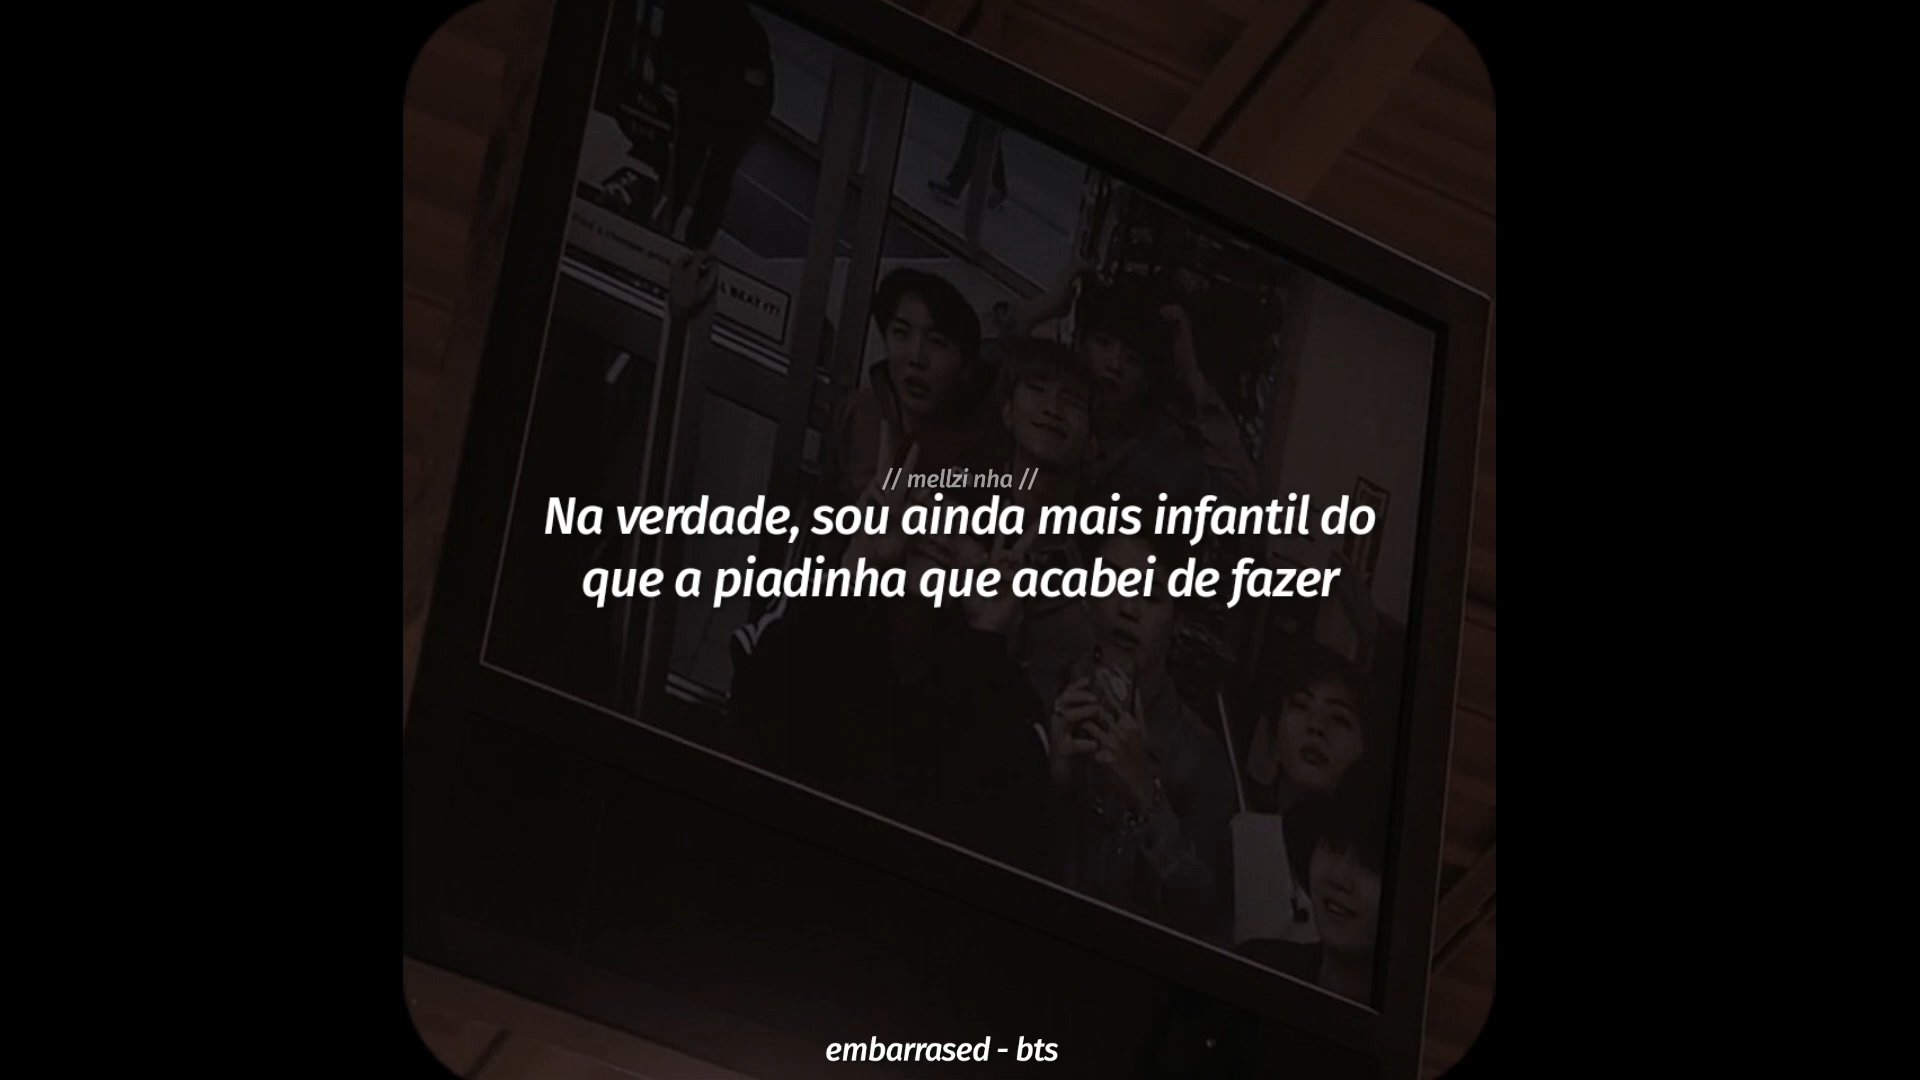 // mellzi nha //
Na verdade, sou ainda mais infantil do
que a piadinha que acabei de fazer
embarrased - bts